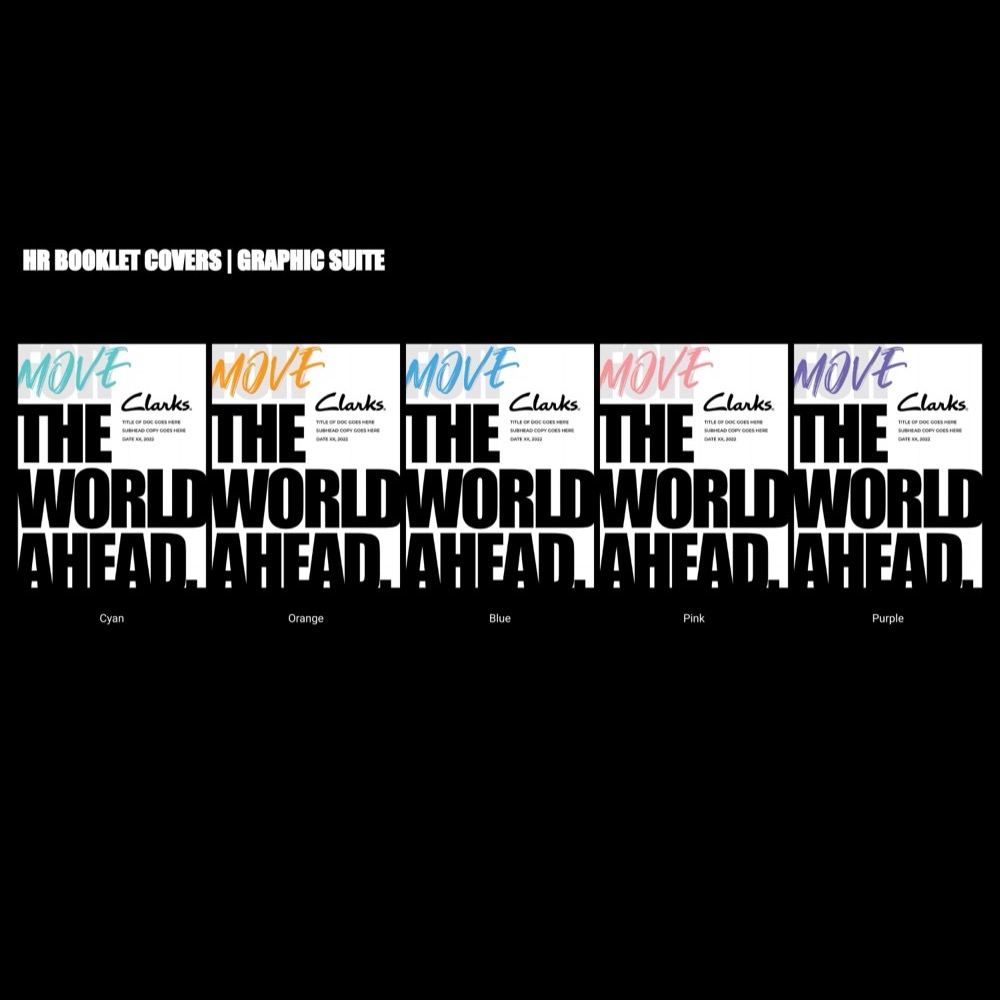 HR BOOKLET COVERS | GRAPHIC SUITE
MOVE
Clarks
TITLE OF DOC GOES HERE
SUBHEAD COPY GOES HERE
DATE XX, 2022
THE
WORLD
AHEAD.
Cyan
MOVE
Clarks
TITLE OF DOC GOES HERE
SUBHEAD COPY GOES HERE
DATE XX, 2022
THE
WORLD
AHEAD.
Orange
MOVE
Clarks
TITLE OF DOC GOES HERE
SUBHEAD COPY GOES HERE
DATE XX, 2022
THE
WORLD
AHEAD.
Blue
MOVE
Clarks
TITLE OF DOC GOES HERE
SUBHEAD COPY GOES HERE
DATE XX, 2022
THE
WORLD
AHEAD.
Pink
MOVE
Clarks
TITLE OF DOC GOES HERE
SUBHEAD COPY GOES HERE
DATE XX, 2022
THE
WORLD
AHEAD.
Purple